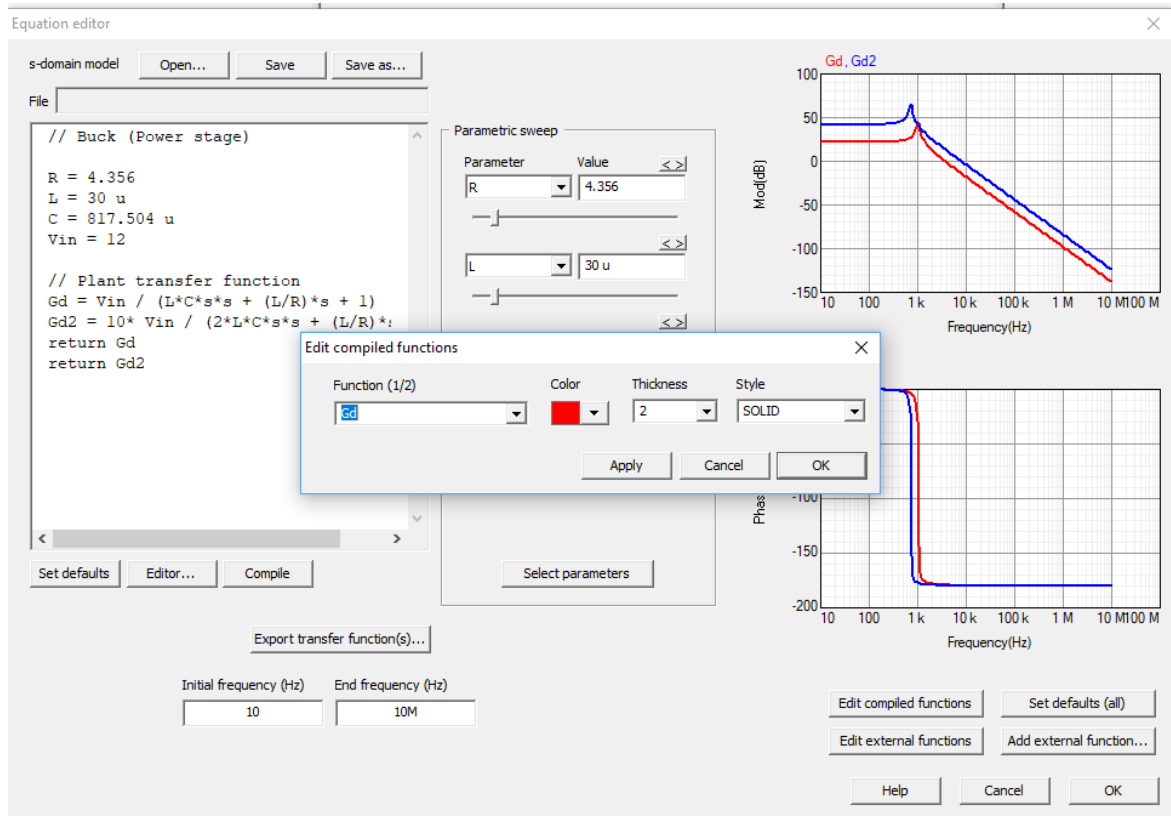 Equation editor
s-domain model Open... Save Save as...
File
// Buck (Power stage)
R = 4.356
L = 30 u
C = 817.504 u
Vin = 12
// Plant transfer function
Gd = Vin / (L*C*s*s + (L/R)*s + 1)
Gd2 = 10* Vin / (2*L*C*s*s + (L/R)*
return Gd
return Gd2
Set defaults Editor... Compile
Export transfer function(s)...
Initial frequency (Hz) End frequency (Hz)
10 10M
Parametric sweep
Parameter Value < >
R 4.356
< >
L 30 u
< >
Select parameters
Edit compiled functions
Function (1/2) Color Thickness Style
Gd 2 SOLID
Apply Cancel OK
Gd, Gd2
100
50
0
-50
-100
-150
Mod(dB)
10 100 1 k 10 k 100 k 1 M 10 M 100 M
Frequency(Hz)
-100
-150
-200
Phas
10 100 1 k 10 k 100 k 1 M 10 M 100 M
Frequency(Hz)
Edit compiled functions Set defaults (all)
Edit external functions Add external function...
Help Cancel OK